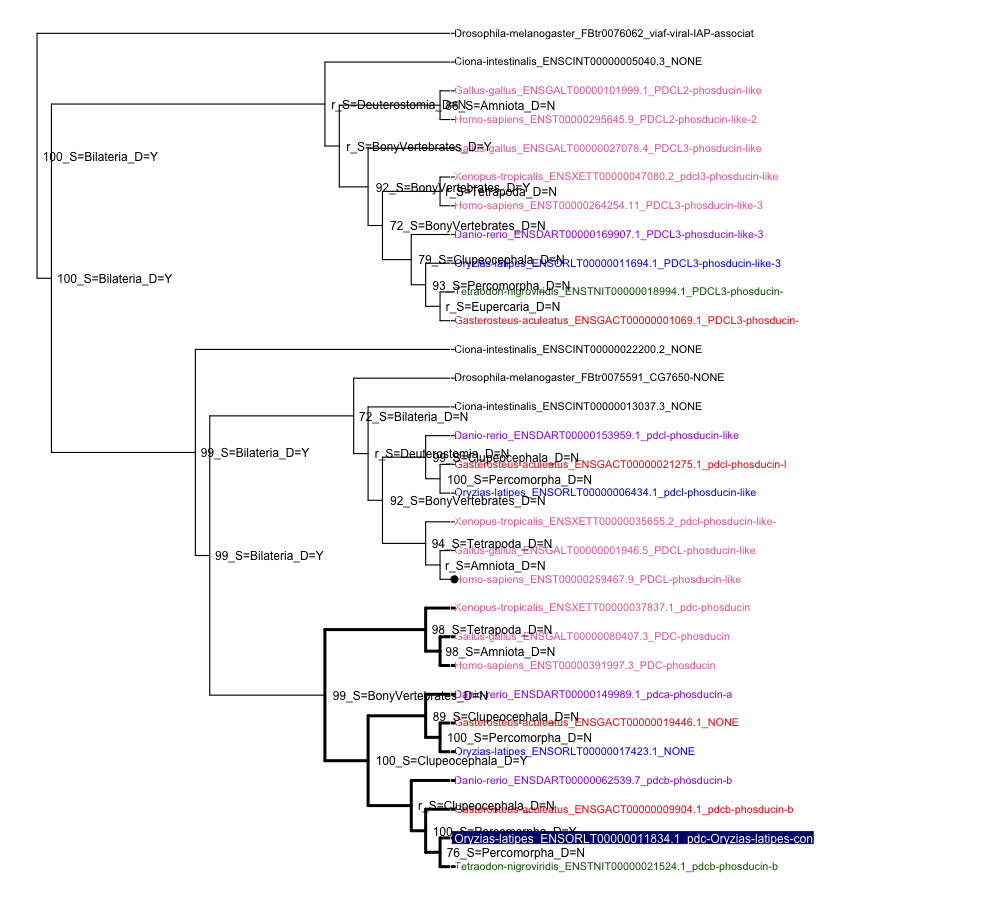 Drosophila-melanogaster_FBtr0076062_viaf-viral-IAP-associat
Ciona-intestinalis_ENSCINT00000005040.3_NONE
Gallus-gallus_ENSGALT00000101999.1_PDCL2-phosducin-like
r_S=Deuterostomia_D=N
86_S=Amniota_D=N
Homo-sapiens_ENST00000295645.9_PDCL2-phosducin-like-2
r_S=BonyVertebrates_D=Y
Gallus-gallus_ENSGALT00000027078.4_PDCL3-phosducin-like
100_S=Bilateria_D=Y
Xenopus-tropicalis_ENSXETT00000047080.2_pdcl3-phosducin-like
92_S=BonyVertebrates_D=Y
r_S=Tetrapoda_D=N
Homo-sapiens_ENST00000264254.11_PDCL3-phosducin-like-3
72_S=BonyVertebrates_D=N
Danio-rerio_ENSDART00000169907.1_PDCL3-phosducin-like-3
79_S=Clupeocephala_D=N
Oryzias-latipes_ENSORLT00000011694.1_PDCL3-phosducin-like-3
100_S=Bilateria_D=Y
93_S=Percomorpha_D=N
Tetraodon-nigroviridis_ENSTNIT00000018994.1_PDCL3-phosducin-
r_S=Eupercaria_D=N
Gasterosteus-aculeatus_ENSGACT00000001069.1_PDCL3-phosducin-
Ciona-intestinalis_ENSCINT00000022200.2_NONE
Drosophila-melanogaster_FBtr0075591_CG7650-NONE
Ciona-intestinalis_ENSCINT00000013037.3_NONE
72_S=Bilateria_D=N
Danio-rerio_ENSDART00000153959.1_pdcl-phosducin-like
99_S=Bilateria_D=Y
r_S=Deuterostomia_D=N
99_S=Clupeocephala_D=N
Gasterosteus-aculeatus_ENSGACT00000021275.1_pdcl-phosducin-l
100_S=Percomorpha_D=N
Oryzias-latipes_ENSORLT00000006434.1_pdcl-phosducin-like
92_S=BonyVertebrates_D=N
Xenopus-tropicalis_ENSXETT00000035655.2_pdcl-phosducin-like-
94_S=Tetrapoda_D=N
Gallus-gallus_ENSGALT00000001946.5_PDCL-phosducin-like
99_S=Bilateria_D=Y
r_S=Amniota_D=N
Homo-sapiens_ENST00000259467.9_PDCL-phosducin-like
Xenopus-tropicalis_ENSXETT00000037837.1_pdc-phosducin
98_S=Tetrapoda_D=N
Gallus-gallus_ENSGALT00000080407.3_PDC-phosducin
98_S=Amniota_D=N
Homo-sapiens_ENST00000391997.3_PDC-phosducin
99_S=BonyVertebrates_D=N
Danio-rerio_ENSDART00000149989.1_pdca-phosducin-a
89_S=Clupeocephala_D=N
Gasterosteus-aculeatus_ENSGACT00000019446.1_NONE
100_S=Percomorpha_D=N
Oryzias-latipes_ENSORLT00000017423.1_NONE
100_S=Clupeocephala_D=Y
Danio-rerio_ENSDART00000062539.7_pdcb-phosducin-b
r_S=Clupeocephala_D=N
Gasterosteus-aculeatus_ENSGACT00000009904.1_pdcb-phosducin-b
100_S=Percomorpha_D=Y
Oryzias-latipes_ENSORLT00000011834.1_pdc-Oryzias-latipes-con
76_S=Percomorpha_D=N
Tetraodon-nigroviridis_ENSTNIT00000021524.1_pdcb-phosducin-b